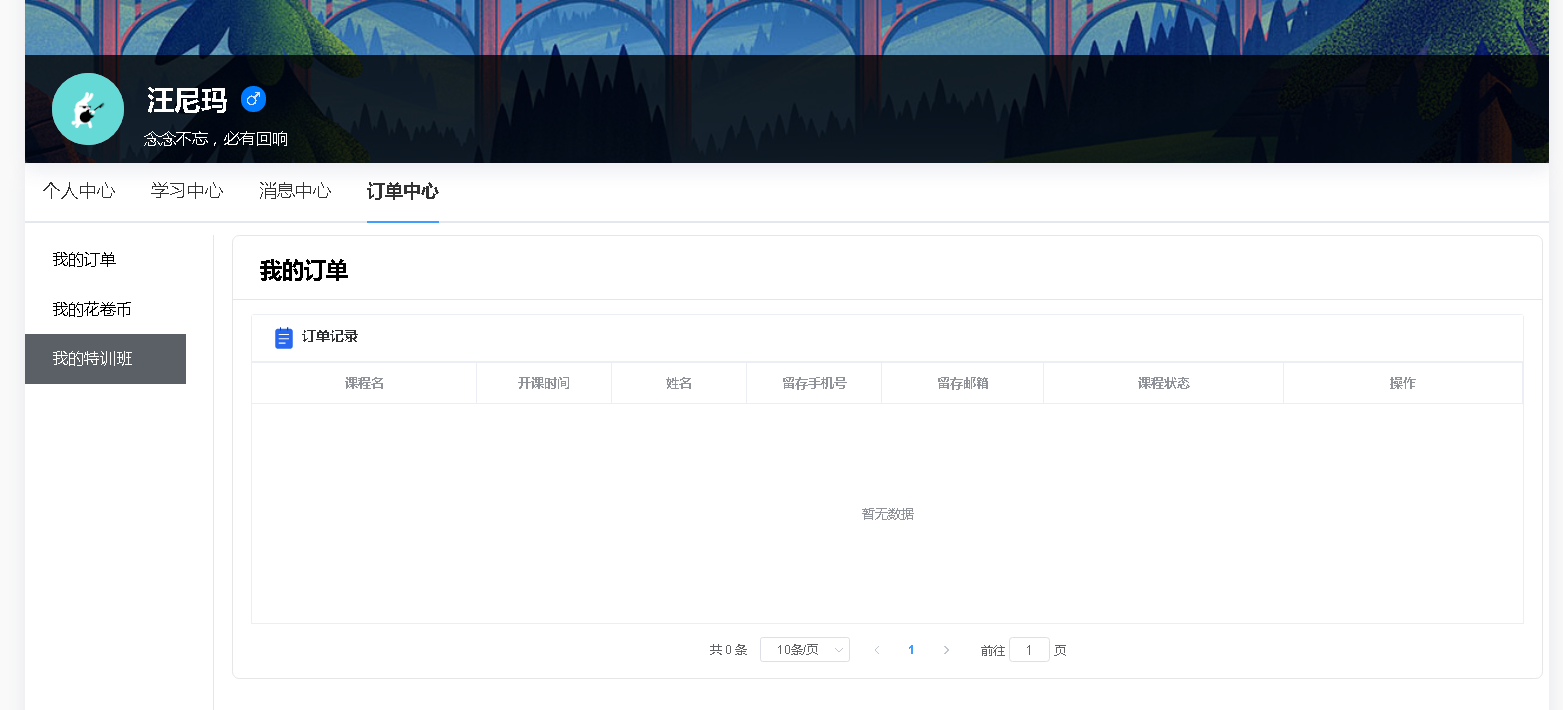 汪尼玛
念念不忘，必有回响
个人中心 学习中心 消息中心 订单中心
我的订单
我的花卷币
我的特训班
我的订单
订单记录
课程名 开课时间 姓名 留存手机号 留存邮箱 课程状态 操作
暂无数据
共 0 条 10条/页 1 前往 1 页